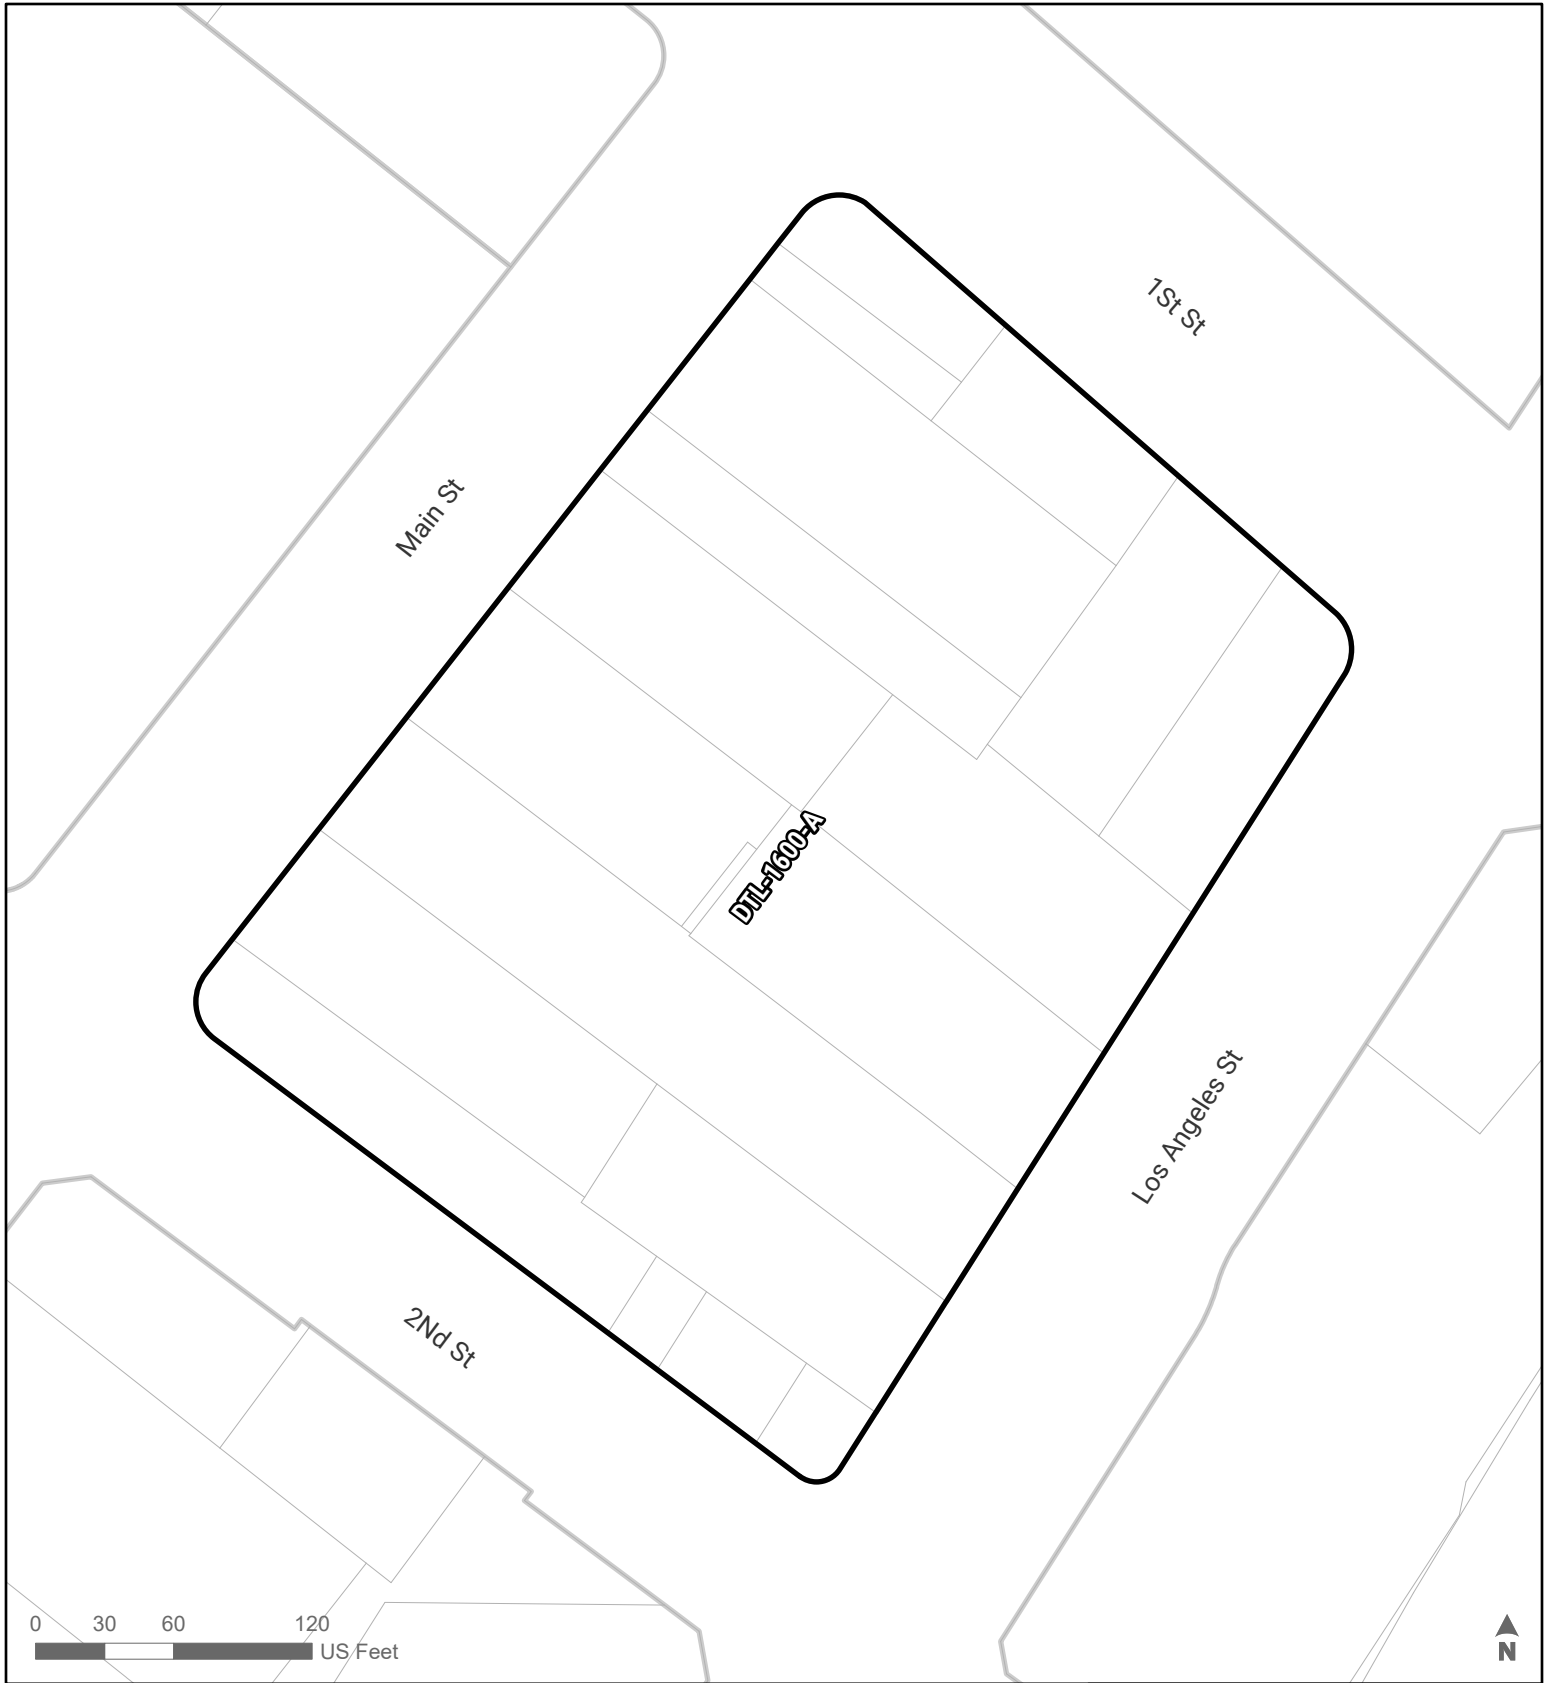 1St St
Main St
DTL-1600-A
Los Angeles St
2Nd St
0 30 60 120
US Feet
N